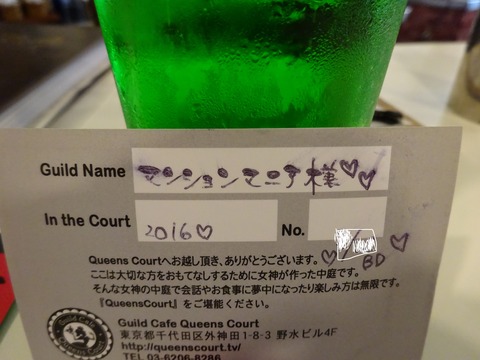 Guild Name マンションマニア様♡♡
In the Court 2016♡ No.
♡ / BD ♡
Queens Courtへお越し頂き、ありがとうございます。
ここは大切な方をおもてなしするために女神が作った中庭です。
そんな女神の中庭で会話やお食事に夢中になったり楽しみ方は無限です。
『QueensCourt』をご堪能ください。
Guild Cafe Queens Court
東京都千代田区外神田1-8-3 野水ビル4F
http://queenscourt.tv/
TEL 03-6206-8286